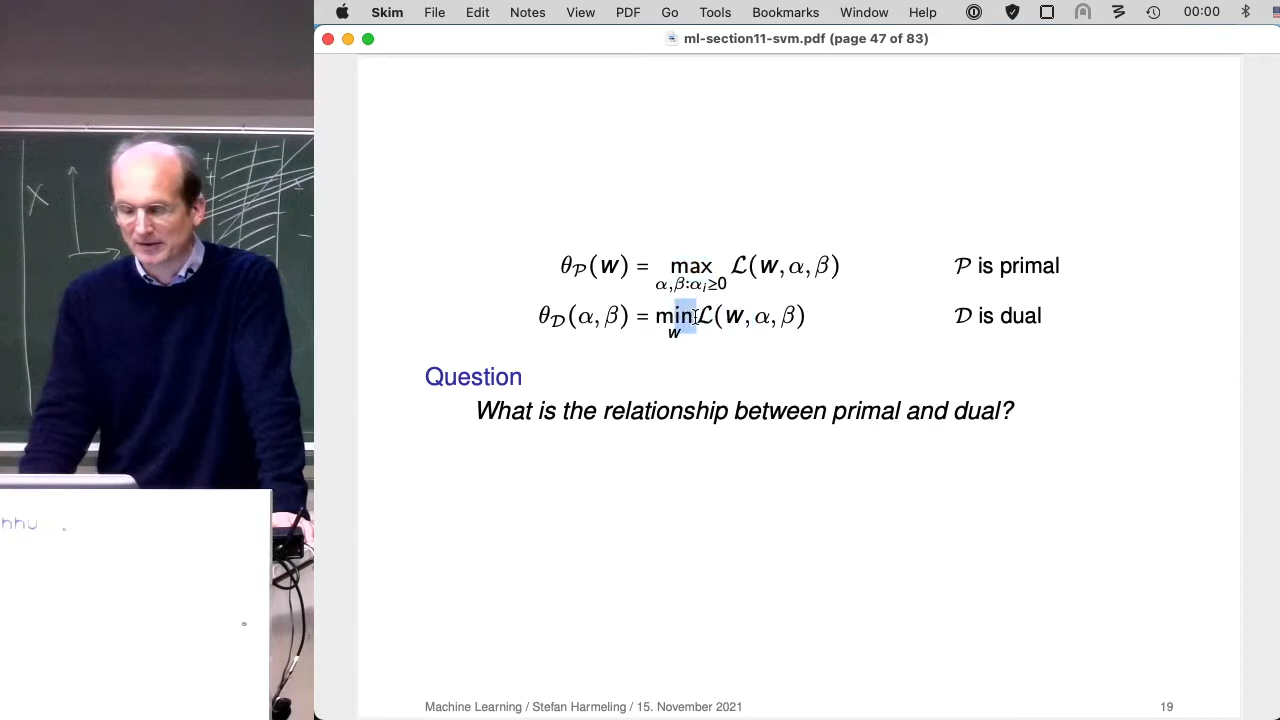 Skim File Edit Notes View PDF Go Tools Bookmarks Window Help 00:00
ml-section11-svm.pdf (page 47 of 83)
θ𝒫(w) = max ℒ(w, α, β) 𝒫 is primal
α,β:αᵢ≥0
θ𝒟(α, β) = min ℒ(w, α, β) 𝒟 is dual
w
Question
What is the relationship between primal and dual?
Machine Learning / Stefan Harmeling / 15. November 2021 19
X
hhu